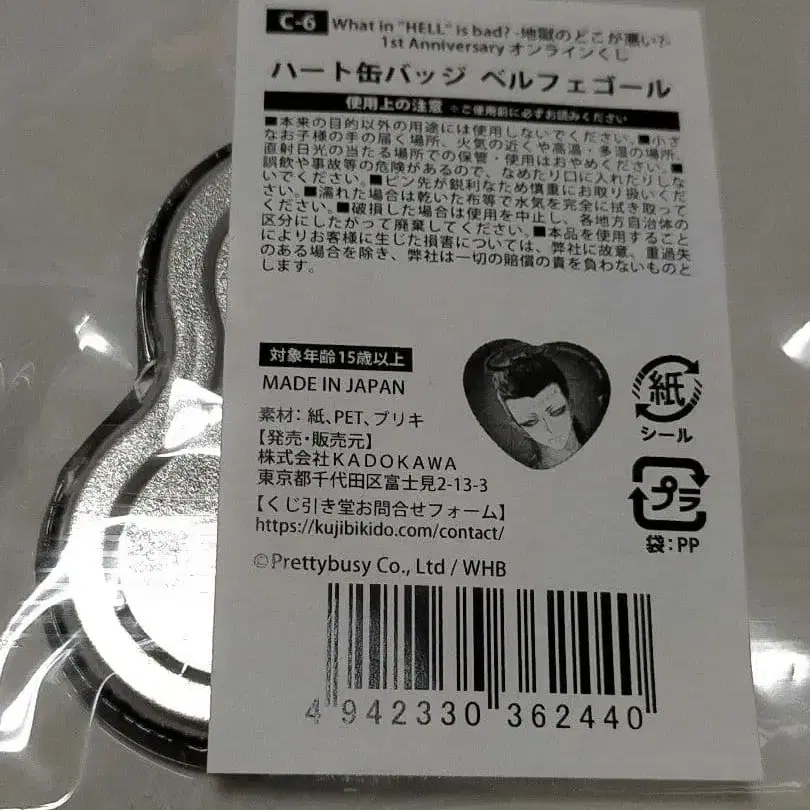 C-6 What in "HELL" is bad? -地獄のどこが悪い?-
1st Anniversary オンラインくじ
ハート缶バッジ ベルフェゴール
使用上の注意 ※ご使用前に必ずお読みください
■本来の目的以外の用途には使用しないでください。■小さ
なお子様の手の届く場所、火気の近くや高温・多湿の場所、
直射日光の当たる場所での保管・使用はおやめください。■
誤飲や事故等の危険があるので、なめたり口に入れたりしな
いでください。■ピン先が鋭利なため慎重にお取り扱いくだ
さい。■濡れた場合は乾いた布等で水気を完全に拭き取って
ください。■破損した場合は使用を中止し、各地方自治体の
区分にしたがって廃棄してください。■本品を使用すること
によりお客様に生じた損害については、弊社に故意、重過失
のある場合を除き、弊社は一切の賠償の責を負わないものと
します。
対象年齢15歳以上
MADE IN JAPAN
素材：紙、PET、ブリキ
【発売・販売元】
株式会社KADOKAWA
東京都千代田区富士見2-13-3
【くじ引き堂お問合せフォーム】
https://kujibikido.com/contact/
©Prettybusy Co., Ltd / WHB
紙
シール
プラ
袋：PP
4 942330 362440